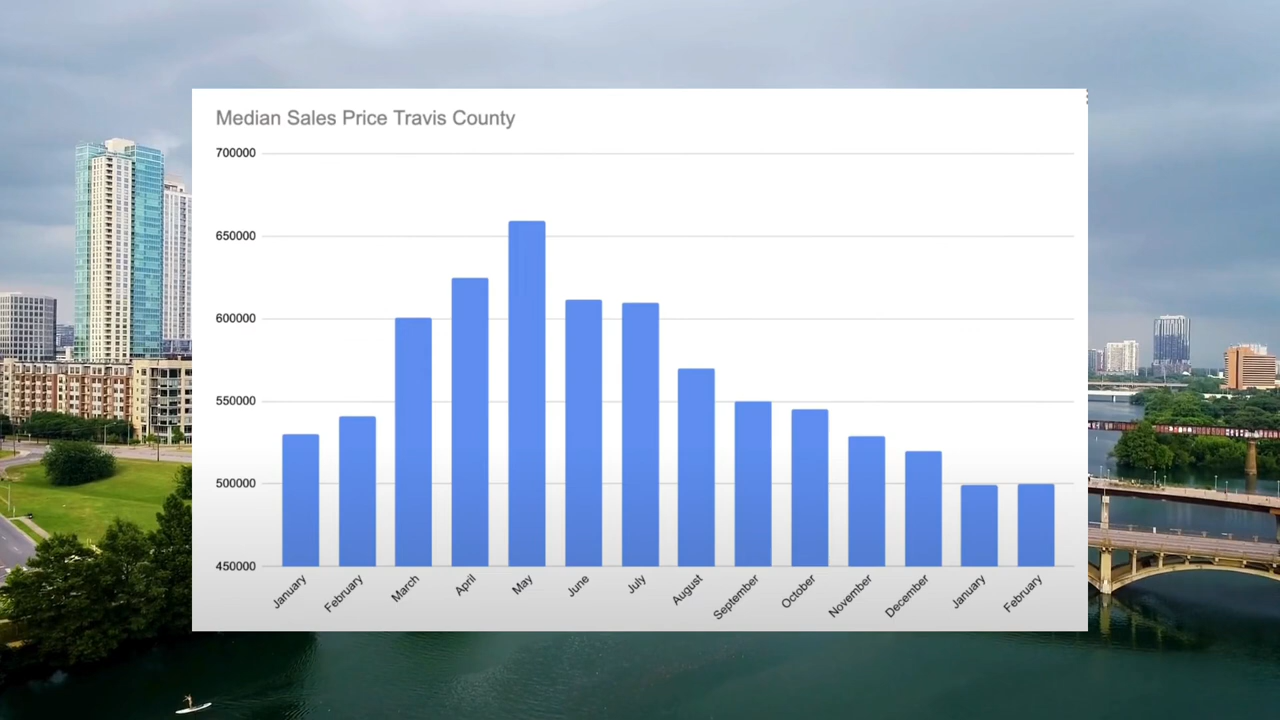 Median Sales Price Travis County
700000
650000
600000
550000
500000
450000
January
February
March
April
May
June
July
August
September
October
November
December
January
February